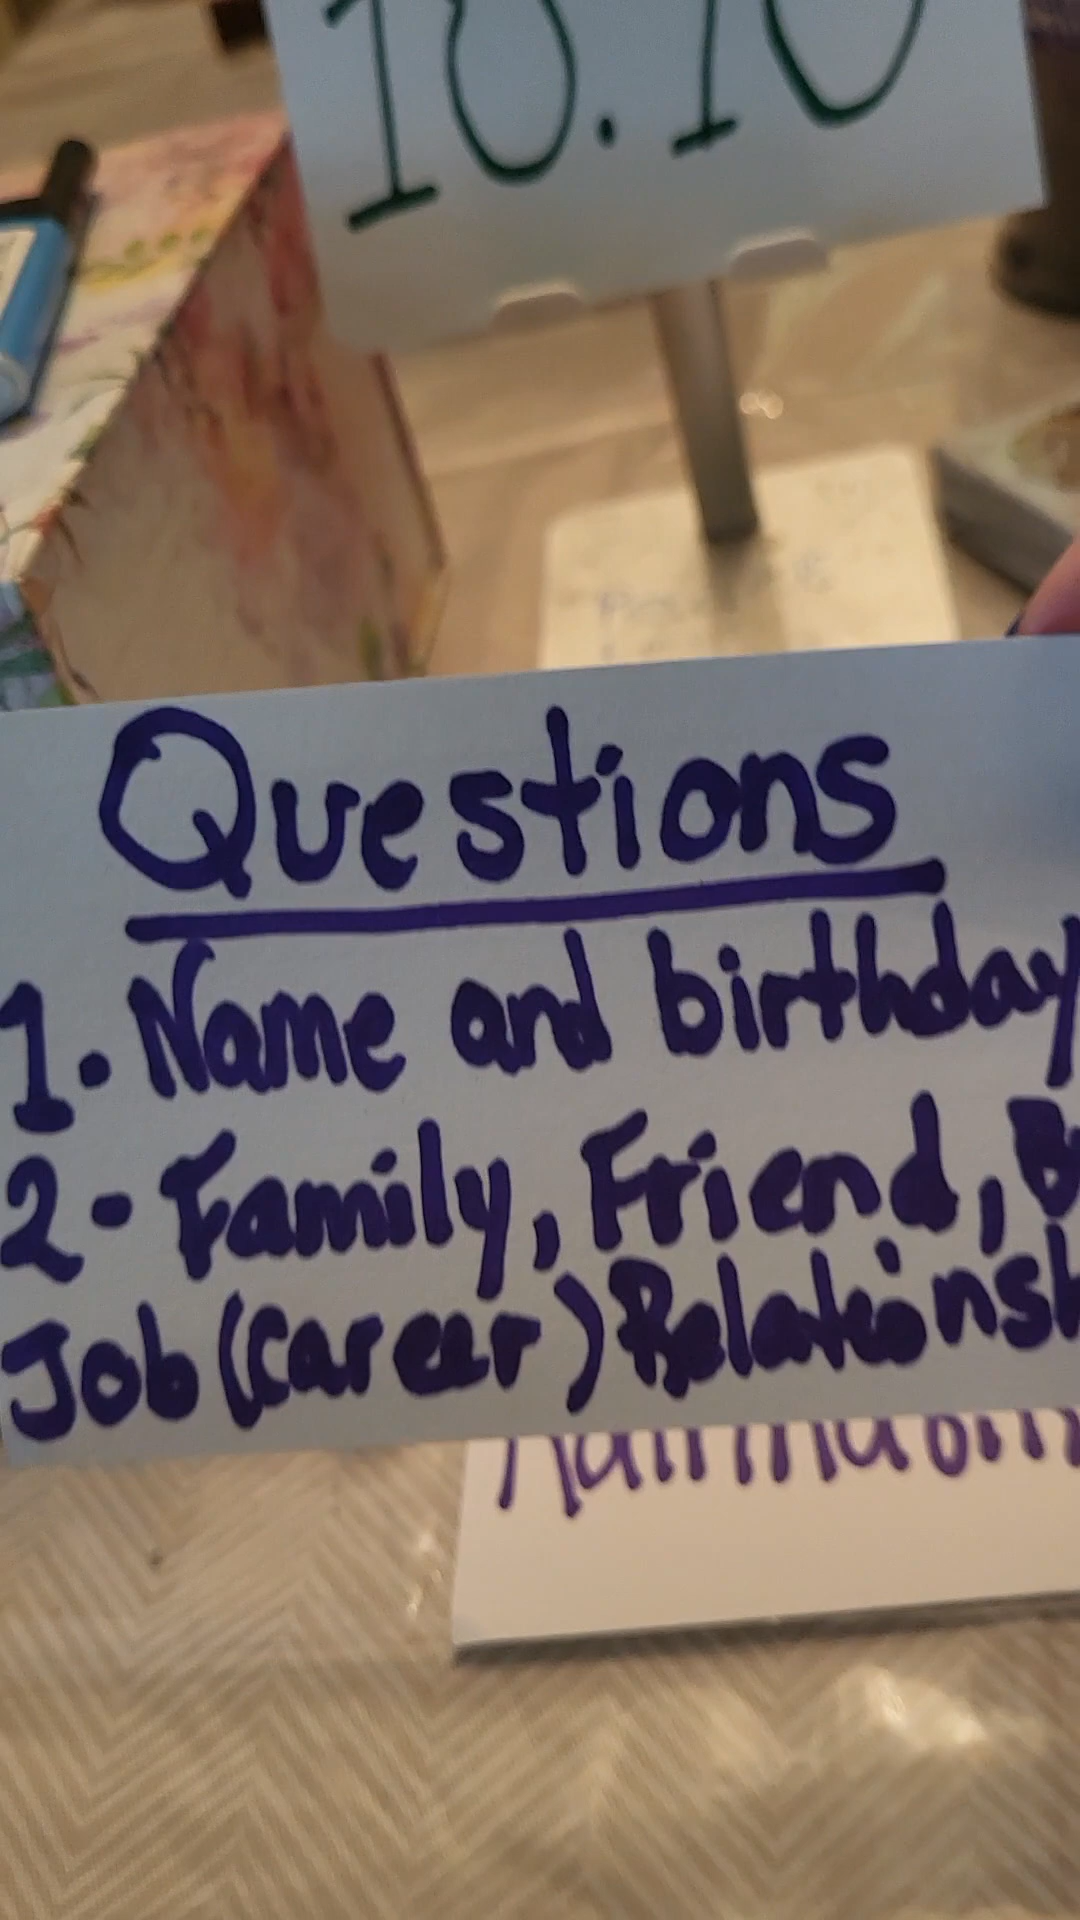 10.10
Questions
1. Name and birthday
2- Family, Friend,
Job (Career) Relationsh